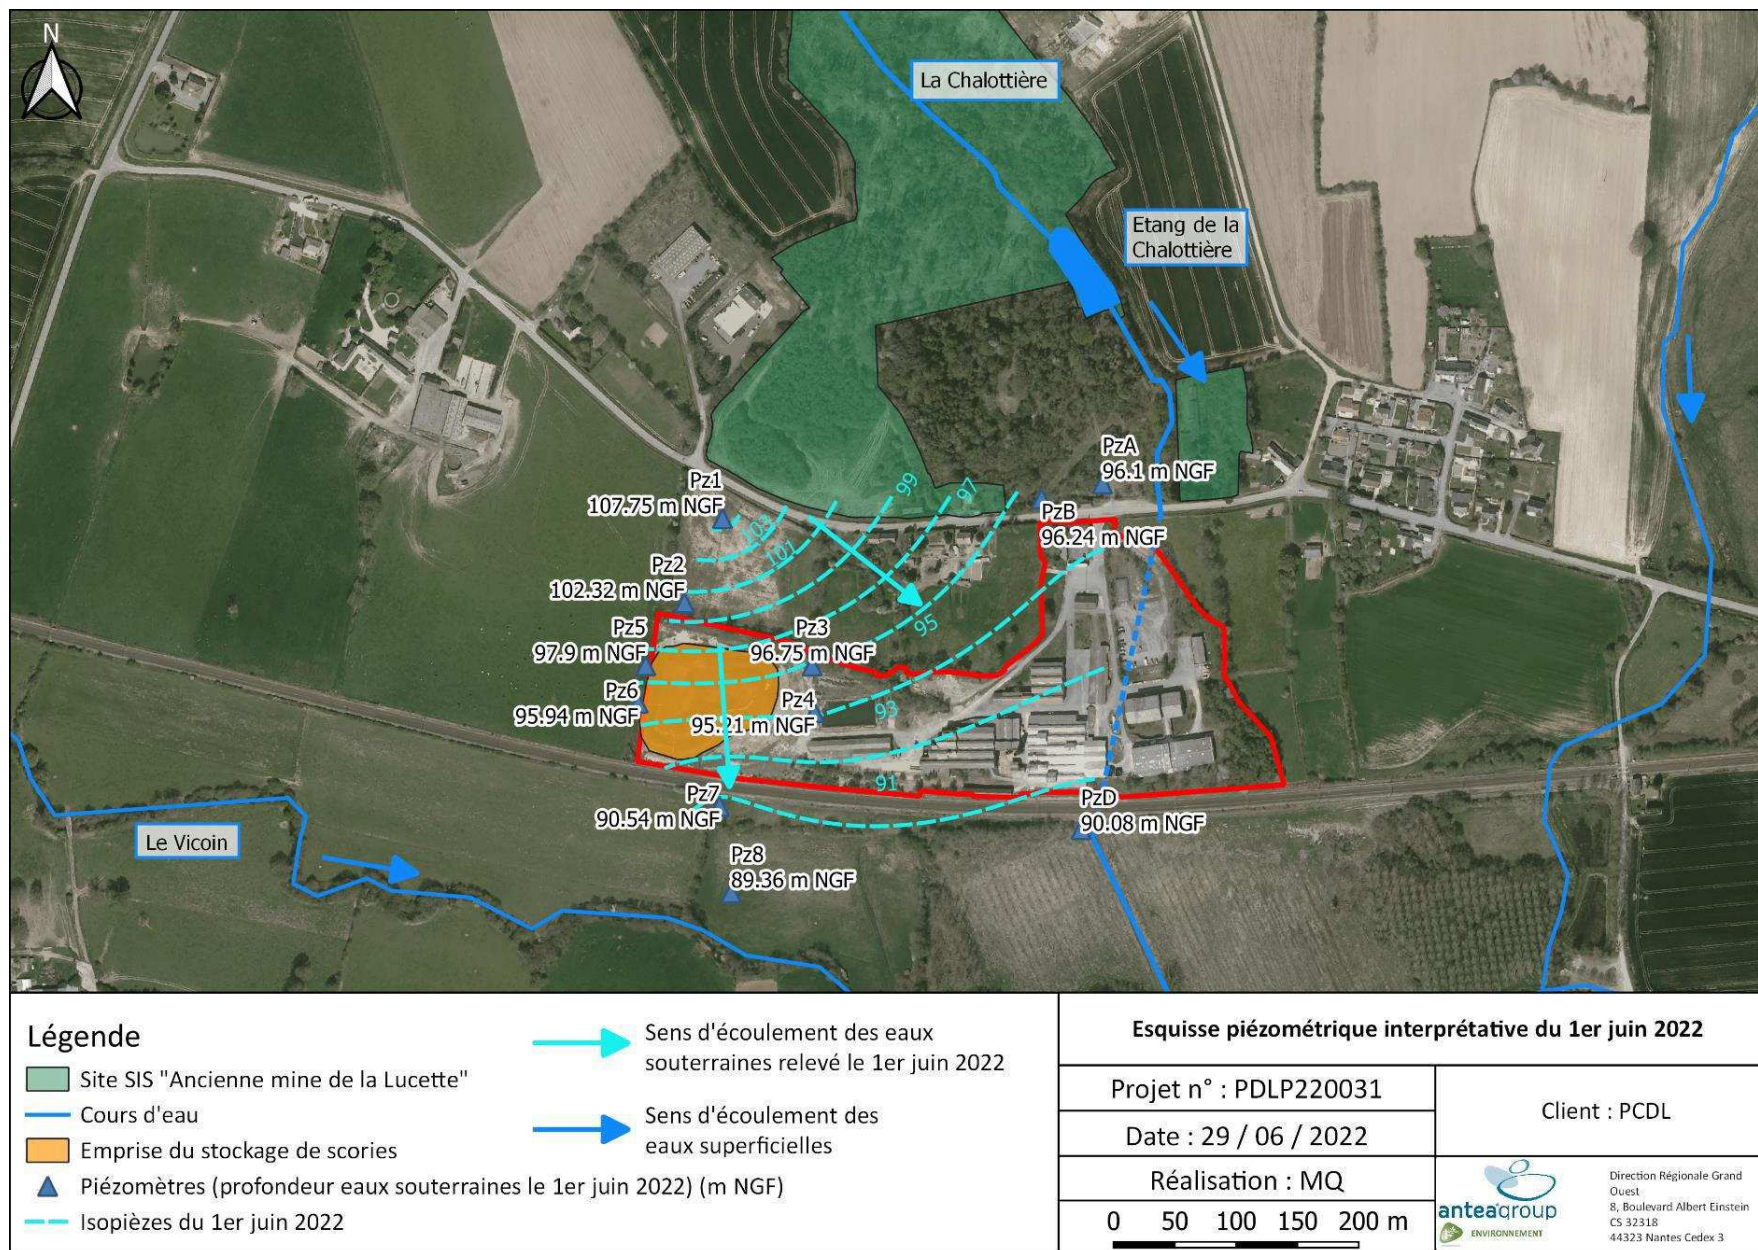 N
La Chalottière
Etang de la
Chalottière
PzA
96.1 m NGF
Pz1
107.75 m NGF
99
97
PzB
96.24 m NGF
103
101
Pz2
102.32 m NGF
Pz5
97.9 m NGF
Pz3
96.75 m NGF
95
Pz6
95.94 m NGF
Pz4
95.21 m NGF
93
91
Pz7
90.54 m NGF
PzD
90.08 m NGF
Le Vicoin
Pz8
89.36 m NGF
Légende
Site SIS "Ancienne mine de la Lucette"
Cours d'eau
Emprise du stockage de scories
Piézomètres (profondeur eaux souterraines le 1er juin 2022) (m NGF)
Isopièzes du 1er juin 2022
Sens d'écoulement des eaux
souterraines relevé le 1er juin 2022
Sens d'écoulement des
eaux superficielles
Esquisse piézométrique interprétative du 1er juin 2022
Projet n° : PDLP220031
Date : 29 / 06 / 2022
Réalisation : MQ
0 50 100 150 200 m
Client : PCDL
anteagroup
ENVIRONNEMENT
Direction Régionale Grand
Ouest
8, Boulevard Albert Einstein
CS 32318
44323 Nantes Cedex 3